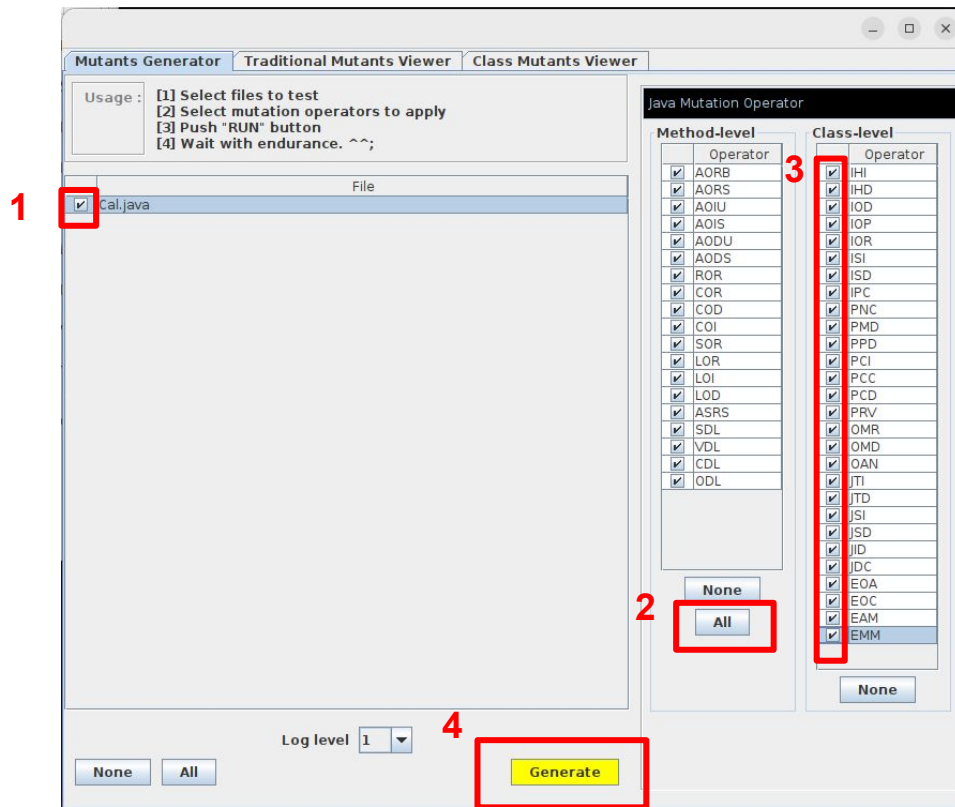 Mutants Generator
Traditional Mutants Viewer
Class Mutants Viewer
Usage :
[1] Select files to test
[2] Select mutation operators to apply
[3] Push "RUN" button
[4] Wait with endurance. ^^;
File
1
Cal.java
None
All
Log level 1
4
Generate
Java Mutation Operator
Method-level
Operator
AORB
AORS
AOIU
AOIS
AODU
AODS
ROR
COR
COD
COI
SOR
LOR
LOI
LOD
ASRS
SDL
VDL
CDL
ODL
None
2
All
Class-level
3
Operator
IHI
IHD
IOD
IOP
IOR
ISI
ISD
IPC
PNC
PMD
PPD
PCI
PCC
PCD
PRV
OMR
OMD
OAN
JTI
JTD
JSI
JSD
JID
JDC
EOA
EOC
EAM
EMM
None